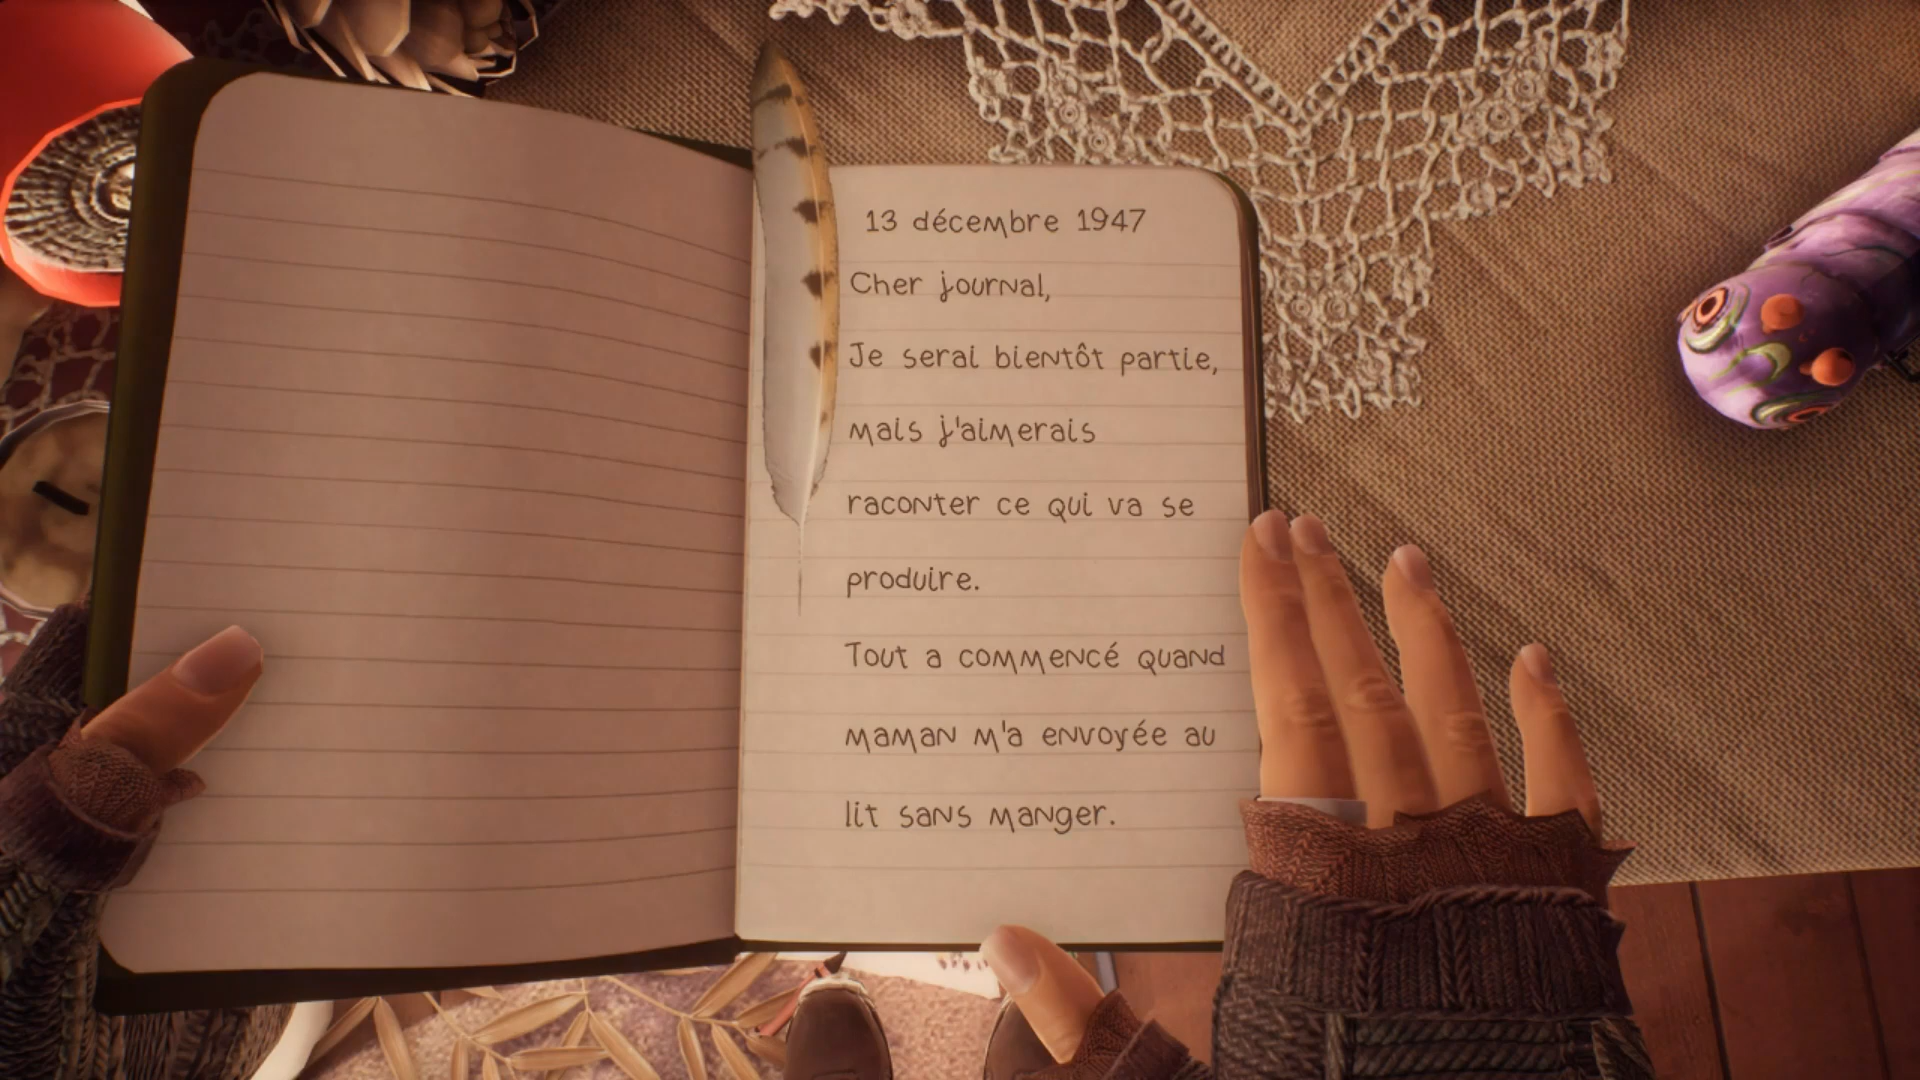 13 décembre 1947
Cher journal,
Je serai bientôt partie,
mais j'aimerais
raconter ce qui va se
produire.
Tout a commencé quand
maman m'a envoyée au
lit sans manger.